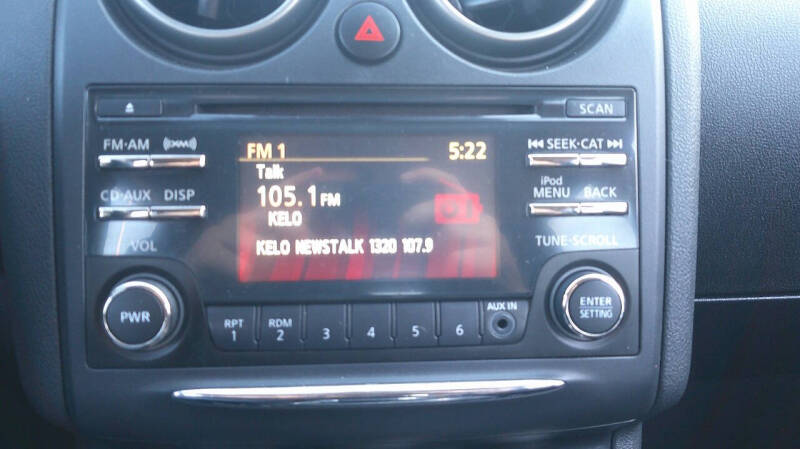 SCAN
FM·AM
XM
SEEK·CAT
FM 1
5:22
Talk
105.1 FM
KELO
KELO NEWSTALK 1320 107.9
CD·AUX
DISP
iPod
MENU
BACK
VOL
TUNE·SCROLL
PWR
RPT
1
RDM
2
3
4
5
6
AUX IN
ENTER
SETTING